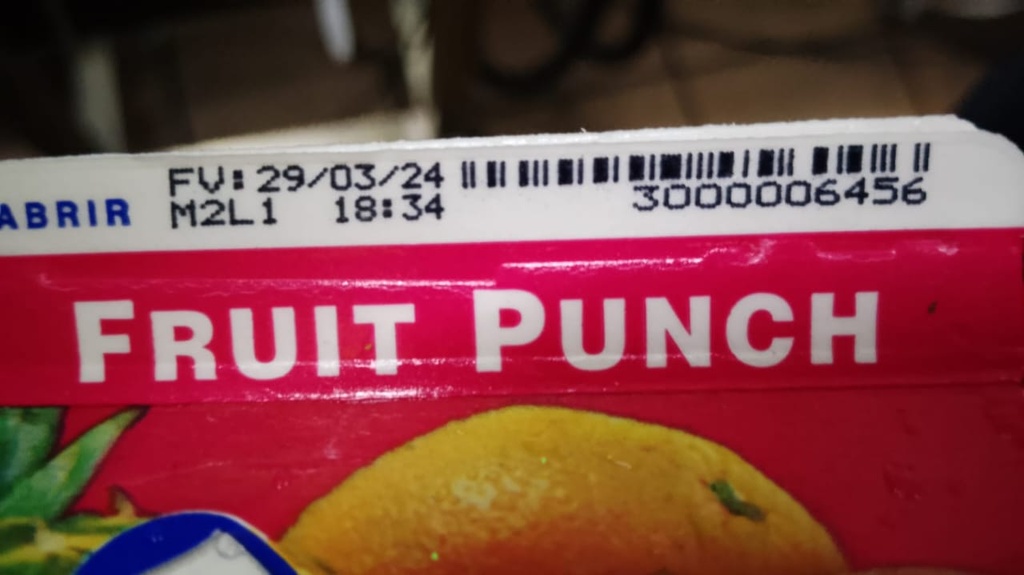 ABRIR
FV: 29/03/24
M2L1 18:34
3000006456
FRUIT PUNCH